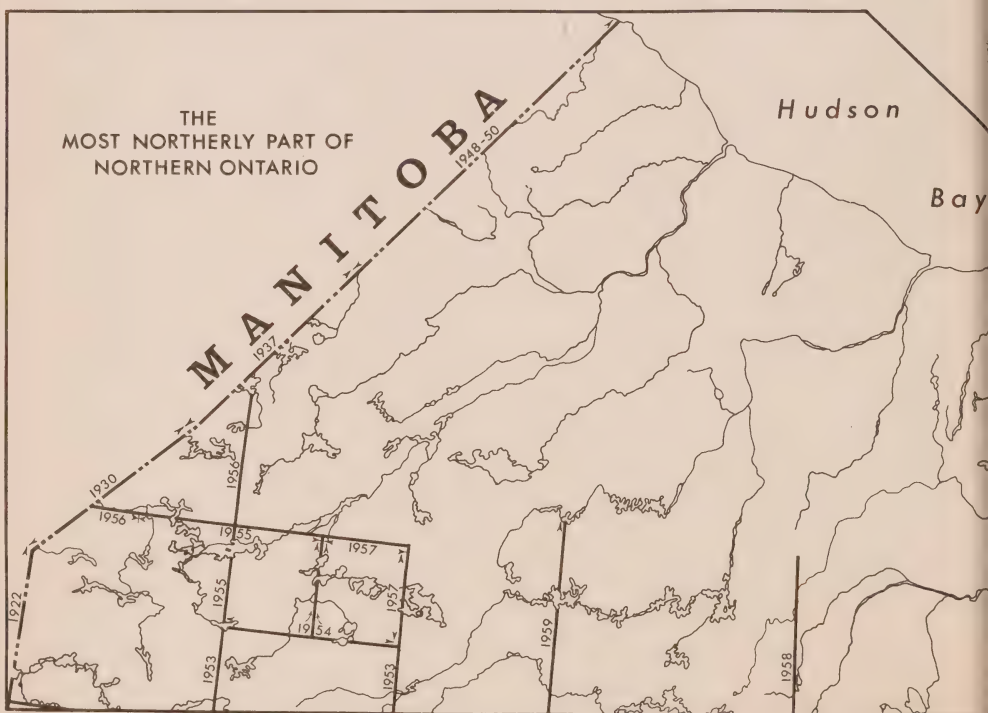 THE
MOST NORTHERLY PART OF
NORTHERN ONTARIO
MANITOBA
Hudson
Bay
1948-50
1937
1930
1922
1956
1956
1955
1957
1955
1957
1954
1953
1953
1959
1958